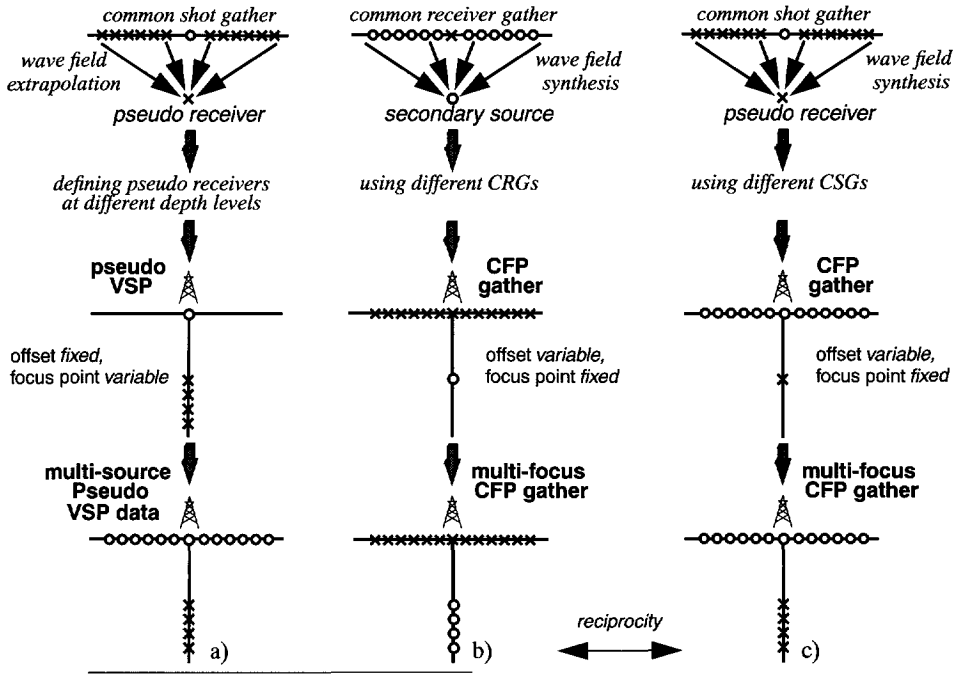 common shot gather
wave field
extrapolation
pseudo receiver
defining pseudo receivers
at different depth levels
pseudo
VSP
offset fixed,
focus point variable
multi-source
Pseudo
VSP data
a)
common receiver gather
wave field
synthesis
secondary source
using different CRGs
CFP
gather
offset variable,
focus point fixed
multi-focus
CFP gather
b)
reciprocity
common shot gather
wave field
synthesis
pseudo receiver
using different CSGs
CFP
gather
offset variable,
focus point fixed
multi-focus
CFP gather
c)